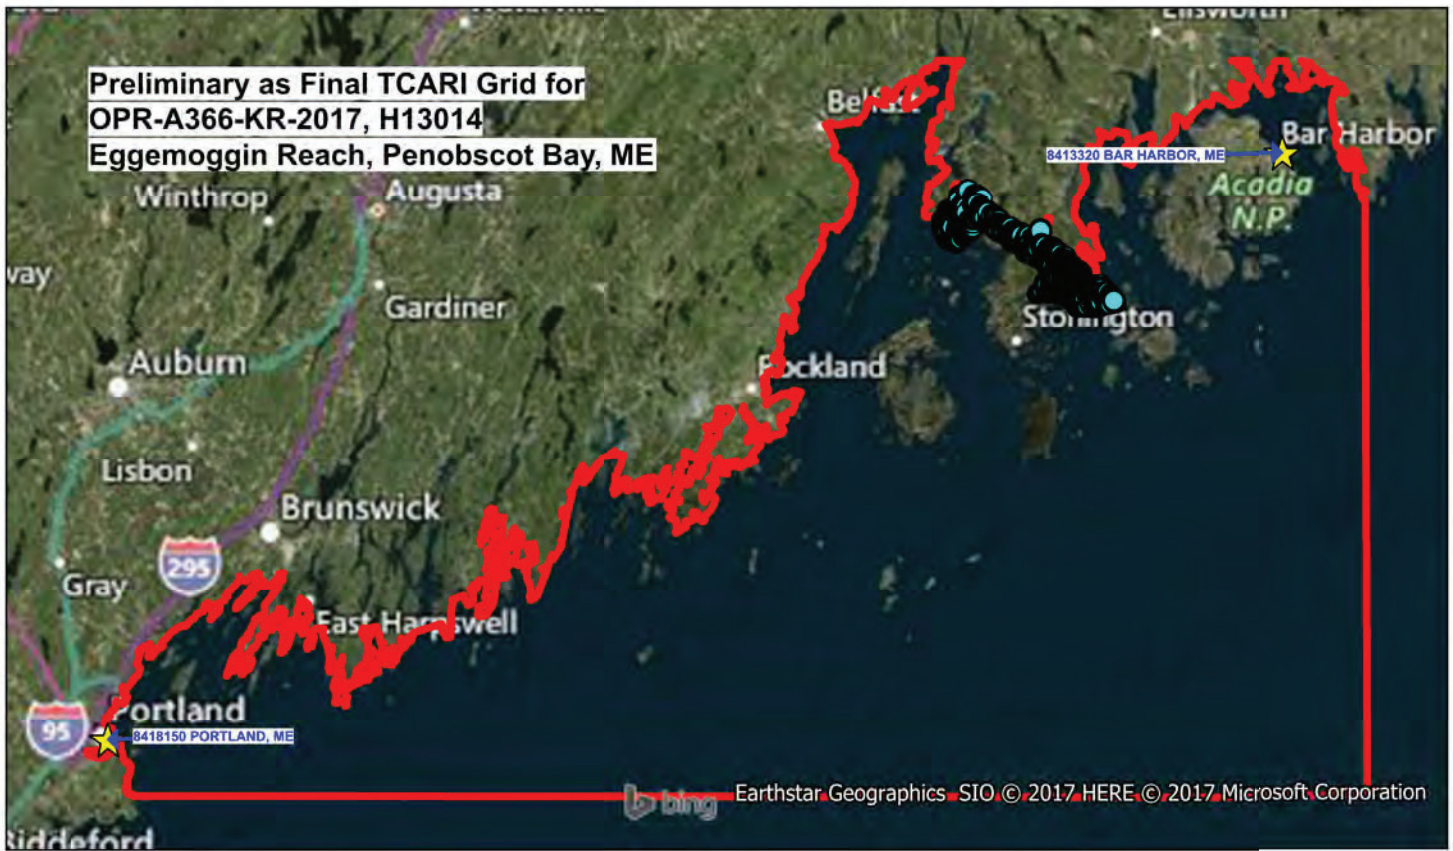 Ellsworth
Preliminary as Final TCARI Grid for
OPR-A366-KR-2017, H13014
Eggemoggin Reach, Penobscot Bay, ME
Belfast
Bar Harbor
8413320 BAR HARBOR, ME
Winthrop
Augusta
Acadia
N.P.
way
Gardiner
Stonington
Auburn
Rockland
Lisbon
Brunswick
295
Gray
East Harpswell
Portland
95
8418150 PORTLAND, ME
bing
Earthstar Geographics SIO © 2017 HERE © 2017 Microsoft Corporation
Biddeford